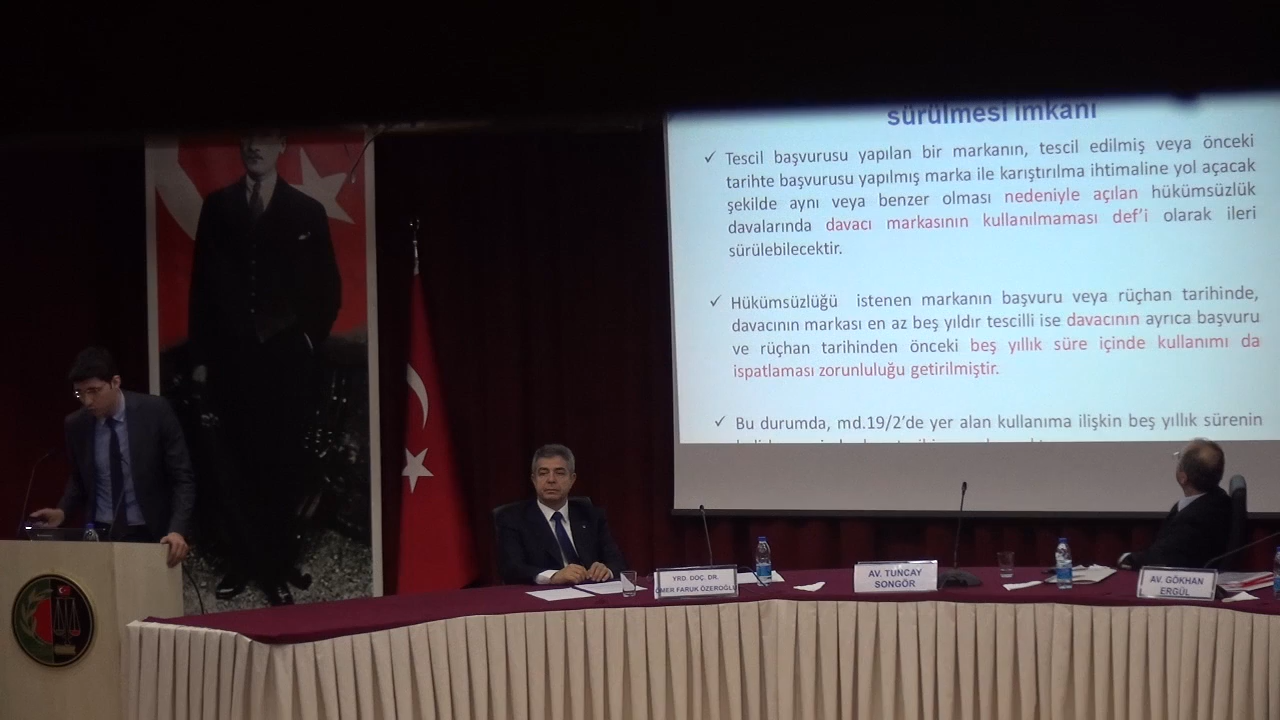 sürülmesi imkanı
✓ Tescil başvurusu yapılan bir markanın, tescil edilmiş veya önceki
tarihte başvurusu yapılmış marka ile karıştırılma ihtimaline yol açacak
şekilde aynı veya benzer olması nedeniyle açılan hükümsüzlük
davalarında davacı markasının kullanılmaması def'i olarak ileri
sürülebilecektir.
✓ Hükümsüzlüğü istenen markanın başvuru veya rüçhan tarihinde,
davacının markası en az beş yıldır tescilli ise davacının ayrıca başvuru
ve rüçhan tarihinden önceki beş yıllık süre içinde kullanımı da
ispatlaması zorunluluğu getirilmiştir.
✓ Bu durumda, md.19/2'de yer alan kullanıma ilişkin beş yıllık sürenin
YRD. DOÇ. DR.
ÖMER FARUK ÖZEROĞLU
AV. TUNCAY
SONGÖR
AV. GÖKHAN
ERGÜL